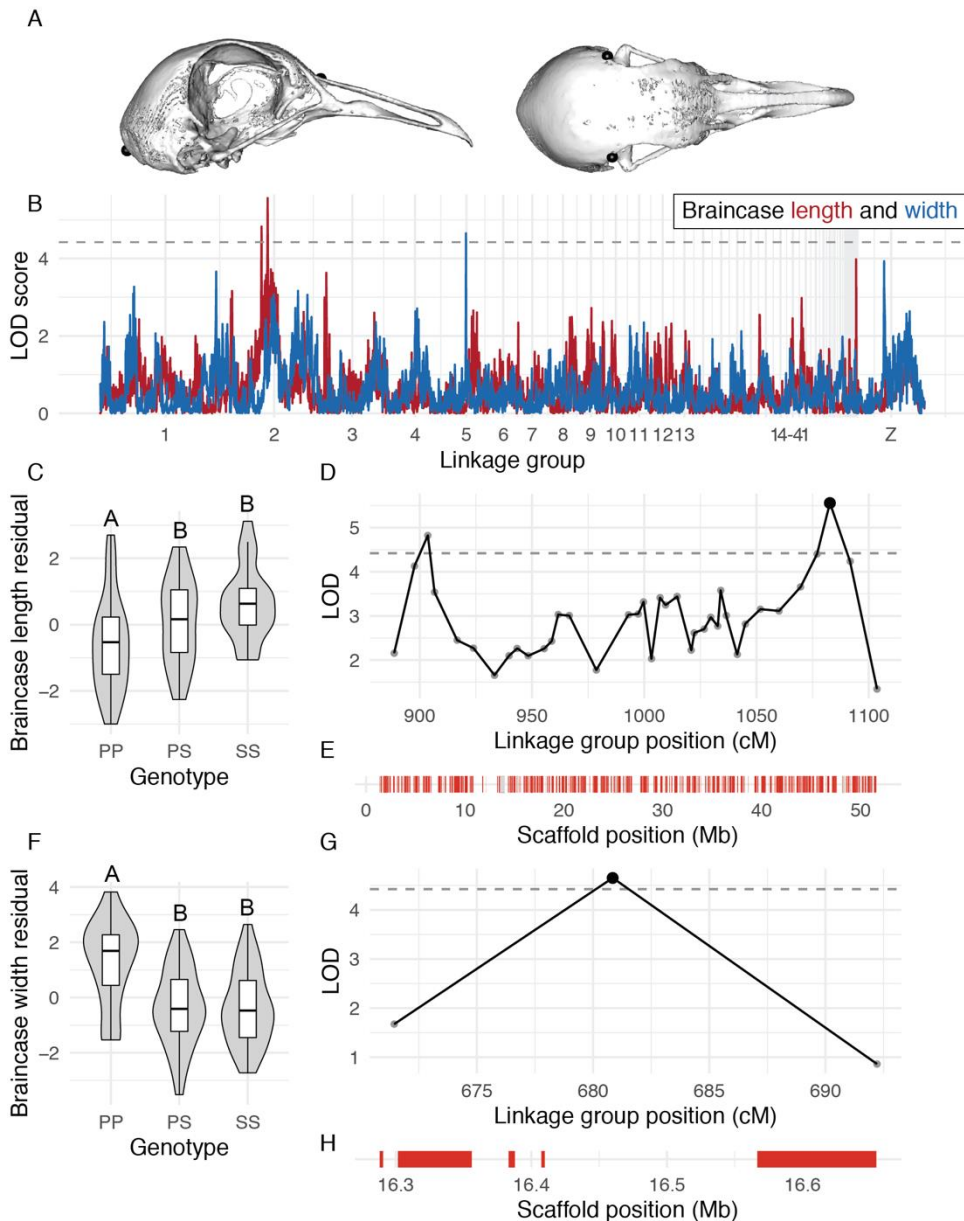 A
B
Braincase length and width
LOD score
4
2
0
1 2 3 4 5 6 7 8 9 10 11 12 13 14-41 Z
Linkage group
C
Braincase length residual
2
0
−2
A B B
PP PS SS
Genotype
D
LOD
5
4
3
2
900 950 1000 1050 1100
Linkage group position (cM)
E
0 10 20 30 40 50
Scaffold position (Mb)
F
Braincase width residual
4
2
0
−2
A B B
PP PS SS
Genotype
G
LOD
4
3
2
1
675 680 685 690
Linkage group position (cM)
H
16.3 16.4 16.5 16.6
Scaffold position (Mb)